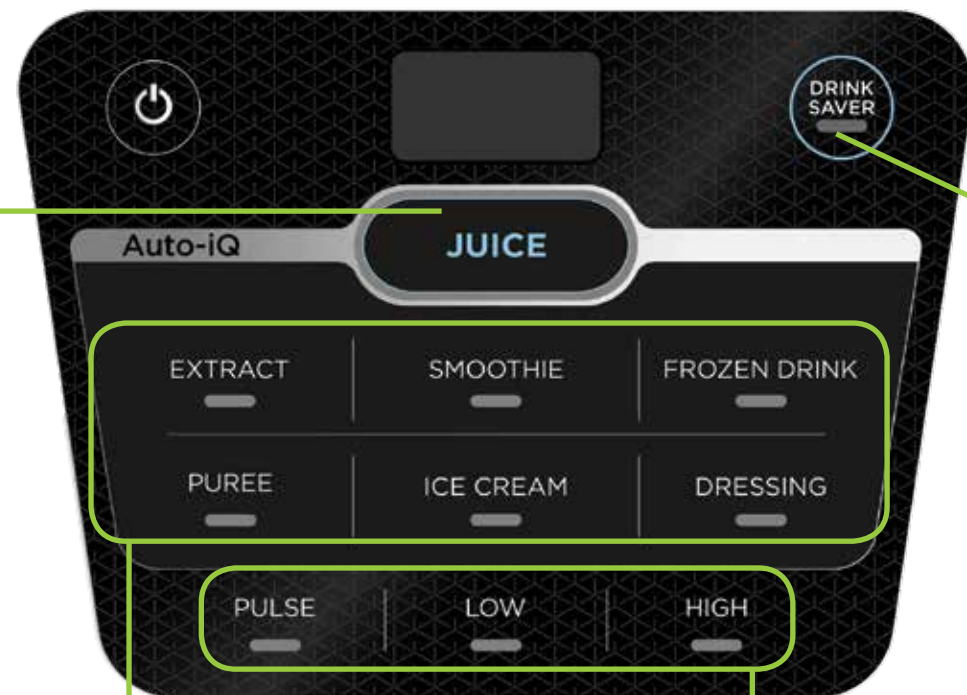 DRINK
SAVER
Auto-iQ
JUICE
EXTRACT SMOOTHIE FROZEN DRINK
PUREE ICE CREAM DRESSING
PULSE LOW HIGH